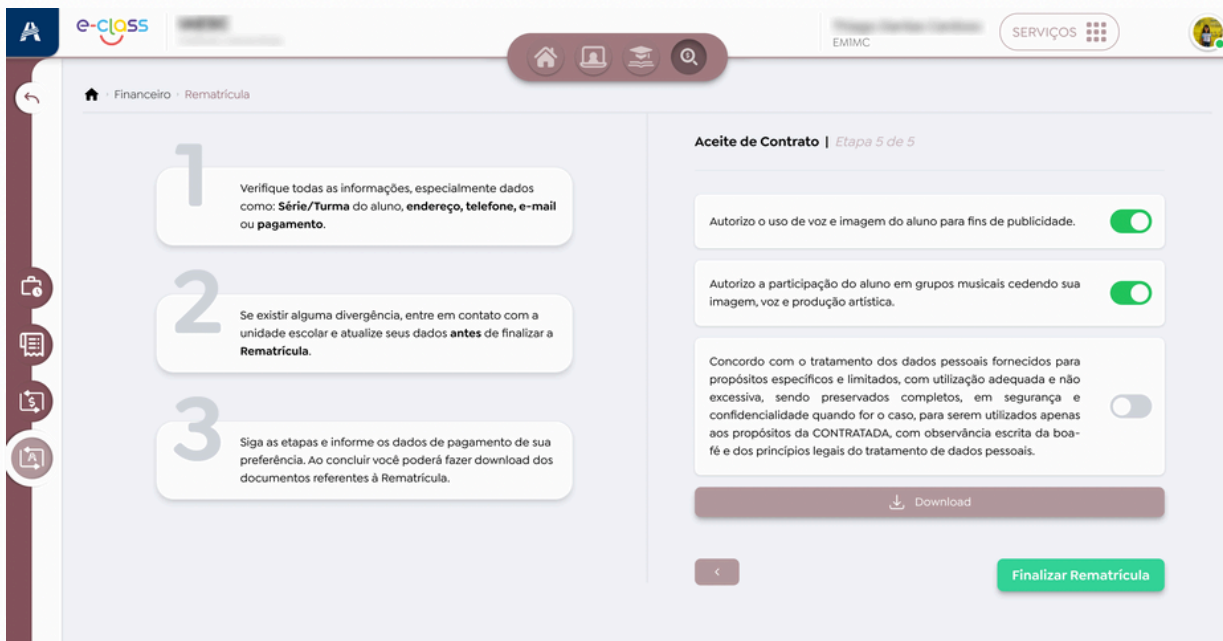 e-class
EMIMC
SERVIÇOS
Financeiro · Rematrícula
1
Verifique todas as informações, especialmente dados
como: Série/Turma do aluno, endereço, telefone, e-mail
ou pagamento.
2
Se existir alguma divergência, entre em contato com a
unidade escolar e atualize seus dados antes de finalizar a
Rematrícula.
3
Siga as etapas e informe os dados de pagamento de sua
preferência. Ao concluir você poderá fazer download dos
documentos referentes à Rematrícula.
Aceite de Contrato | Etapa 5 de 5
Autorizo o uso de voz e imagem do aluno para fins de publicidade.
Autorizo a participação do aluno em grupos musicais cedendo sua
imagem, voz e produção artística.
Concordo com o tratamento dos dados pessoais fornecidos para
propósitos específicos e limitados, com utilização adequada e não
excessiva, sendo preservados completos, em segurança e
confidencialidade quando for o caso, para serem utilizados apenas
aos propósitos da CONTRATADA, com observância escrita da boa-
fé e dos princípios legais do tratamento de dados pessoais.
Download
Finalizar Rematrícula